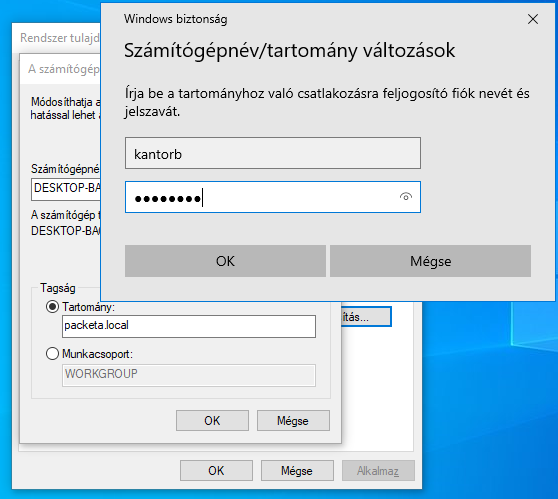 Windows biztonság
Számítógépnév/tartomány változások
Írja be a tartományhoz való csatlakozásra feljogosító fiók nevét és
jelszavát.
kantorb
●●●●●●●●
OK
Mégse
Rendszer tulajd
A számítógép
Módosíthatja a
hatással lehet a
Számítógépné
DESKTOP-BA
A számítógép t
DESKTOP-BA
Tagság
Tartomány:
packeta.local
ítás...
Munkacsoport:
WORKGROUP
OK
Mégse
OK
Mégse
Alkalmaz